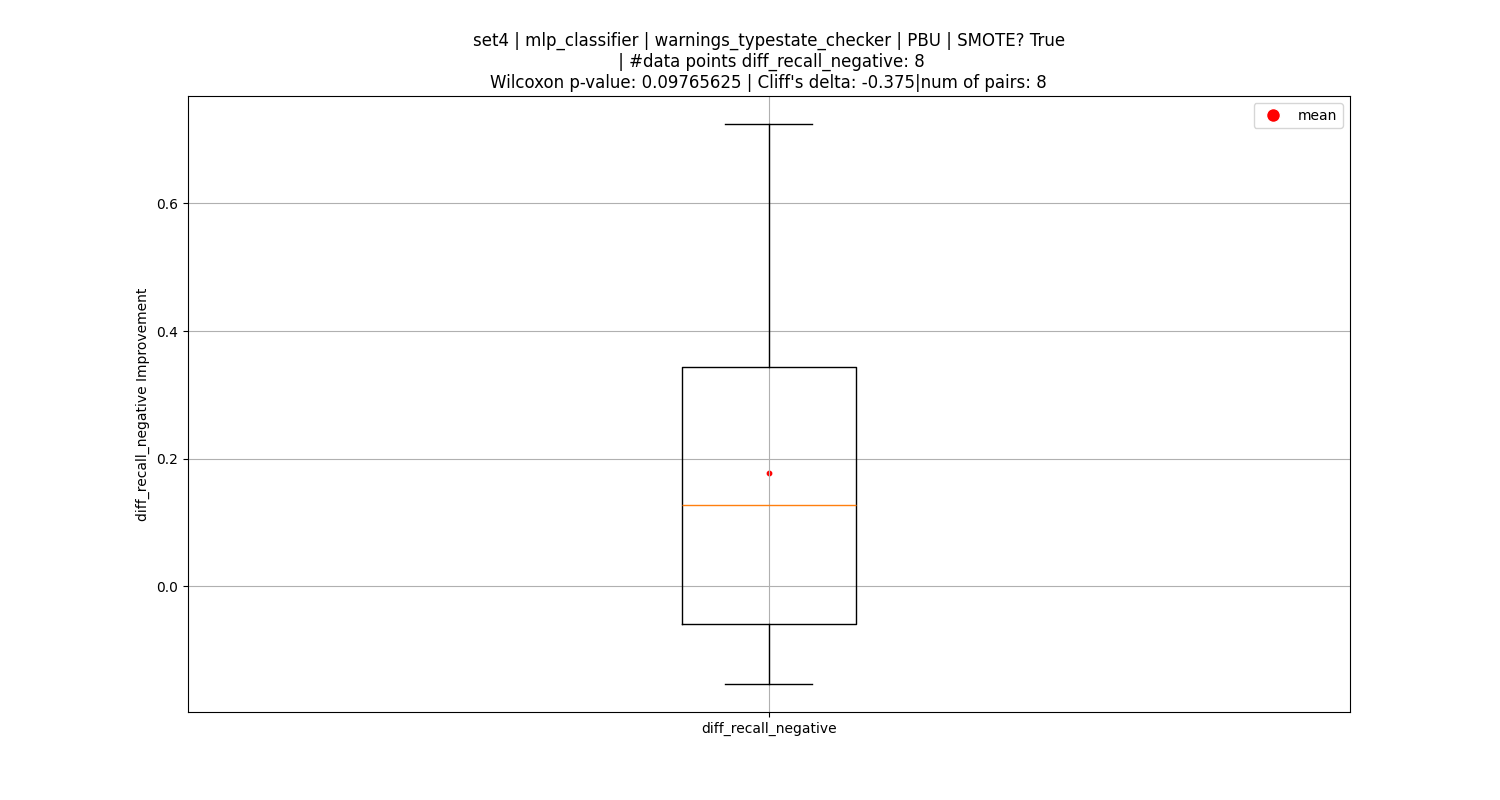 set4 | mlp_classifier | warnings_typestate_checker | PBU | SMOTE? True
| #data points diff_recall_negative: 8
Wilcoxon p-value: 0.09765625 | Cliff's delta: -0.375|num of pairs: 8
mean
0.6
0.4
0.2
0.0
diff_recall_negative Improvement
diff_recall_negative